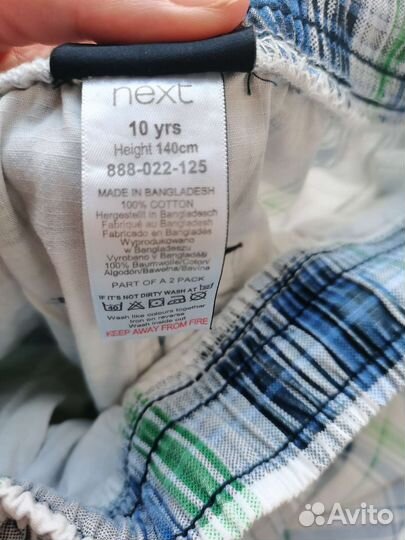 next
10 yrs
Height 140cm
888-022-125
MADE IN BANGLADESH
100% COTTON
Hergestellt in Bangladesch
Fabriqué au Bangladesh
Fabricado en Bangladés
Wyprodukowano
w Bangladeszu
Vyrobeno v Bangladéši
100% Baumwolle/Coton/
Algodón/Bawełna/Bavlna
PART OF A 2 PACK
IF IT'S NOT DIRTY WASH AT 30°
40
Wash like colours together
Iron on reverse
Wash inside out
KEEP AWAY FROM FIRE
Avito